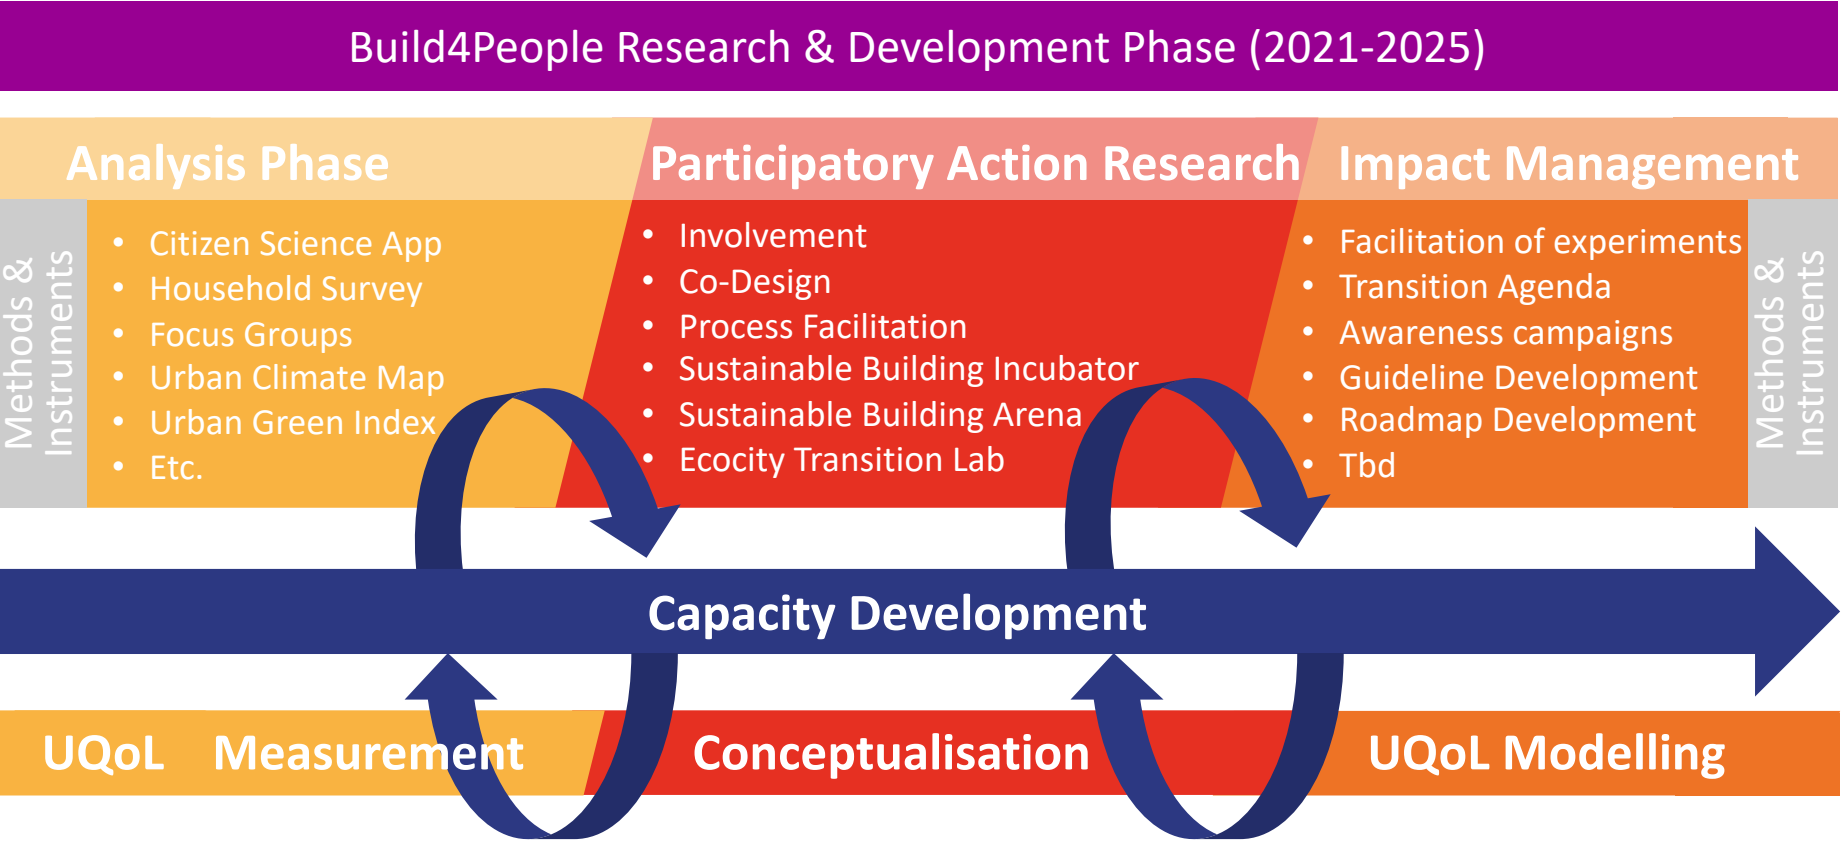 Build4People Research & Development Phase (2021-2025)
Analysis Phase
Participatory Action Research
Impact Management
Methods &
Instruments
• Citizen Science App
• Household Survey
• Focus Groups
• Urban Climate Map
• Urban Green Index
• Etc.
• Involvement
• Co-Design
• Process Facilitation
• Sustainable Building Incubator
• Sustainable Building Arena
• Ecocity Transition Lab
• Facilitation of experiments
• Transition Agenda
• Awareness campaigns
• Guideline Development
• Roadmap Development
• Tbd
Methods &
Instruments
Capacity Development
UQoL Measurement
Conceptualisation
UQoL Modelling